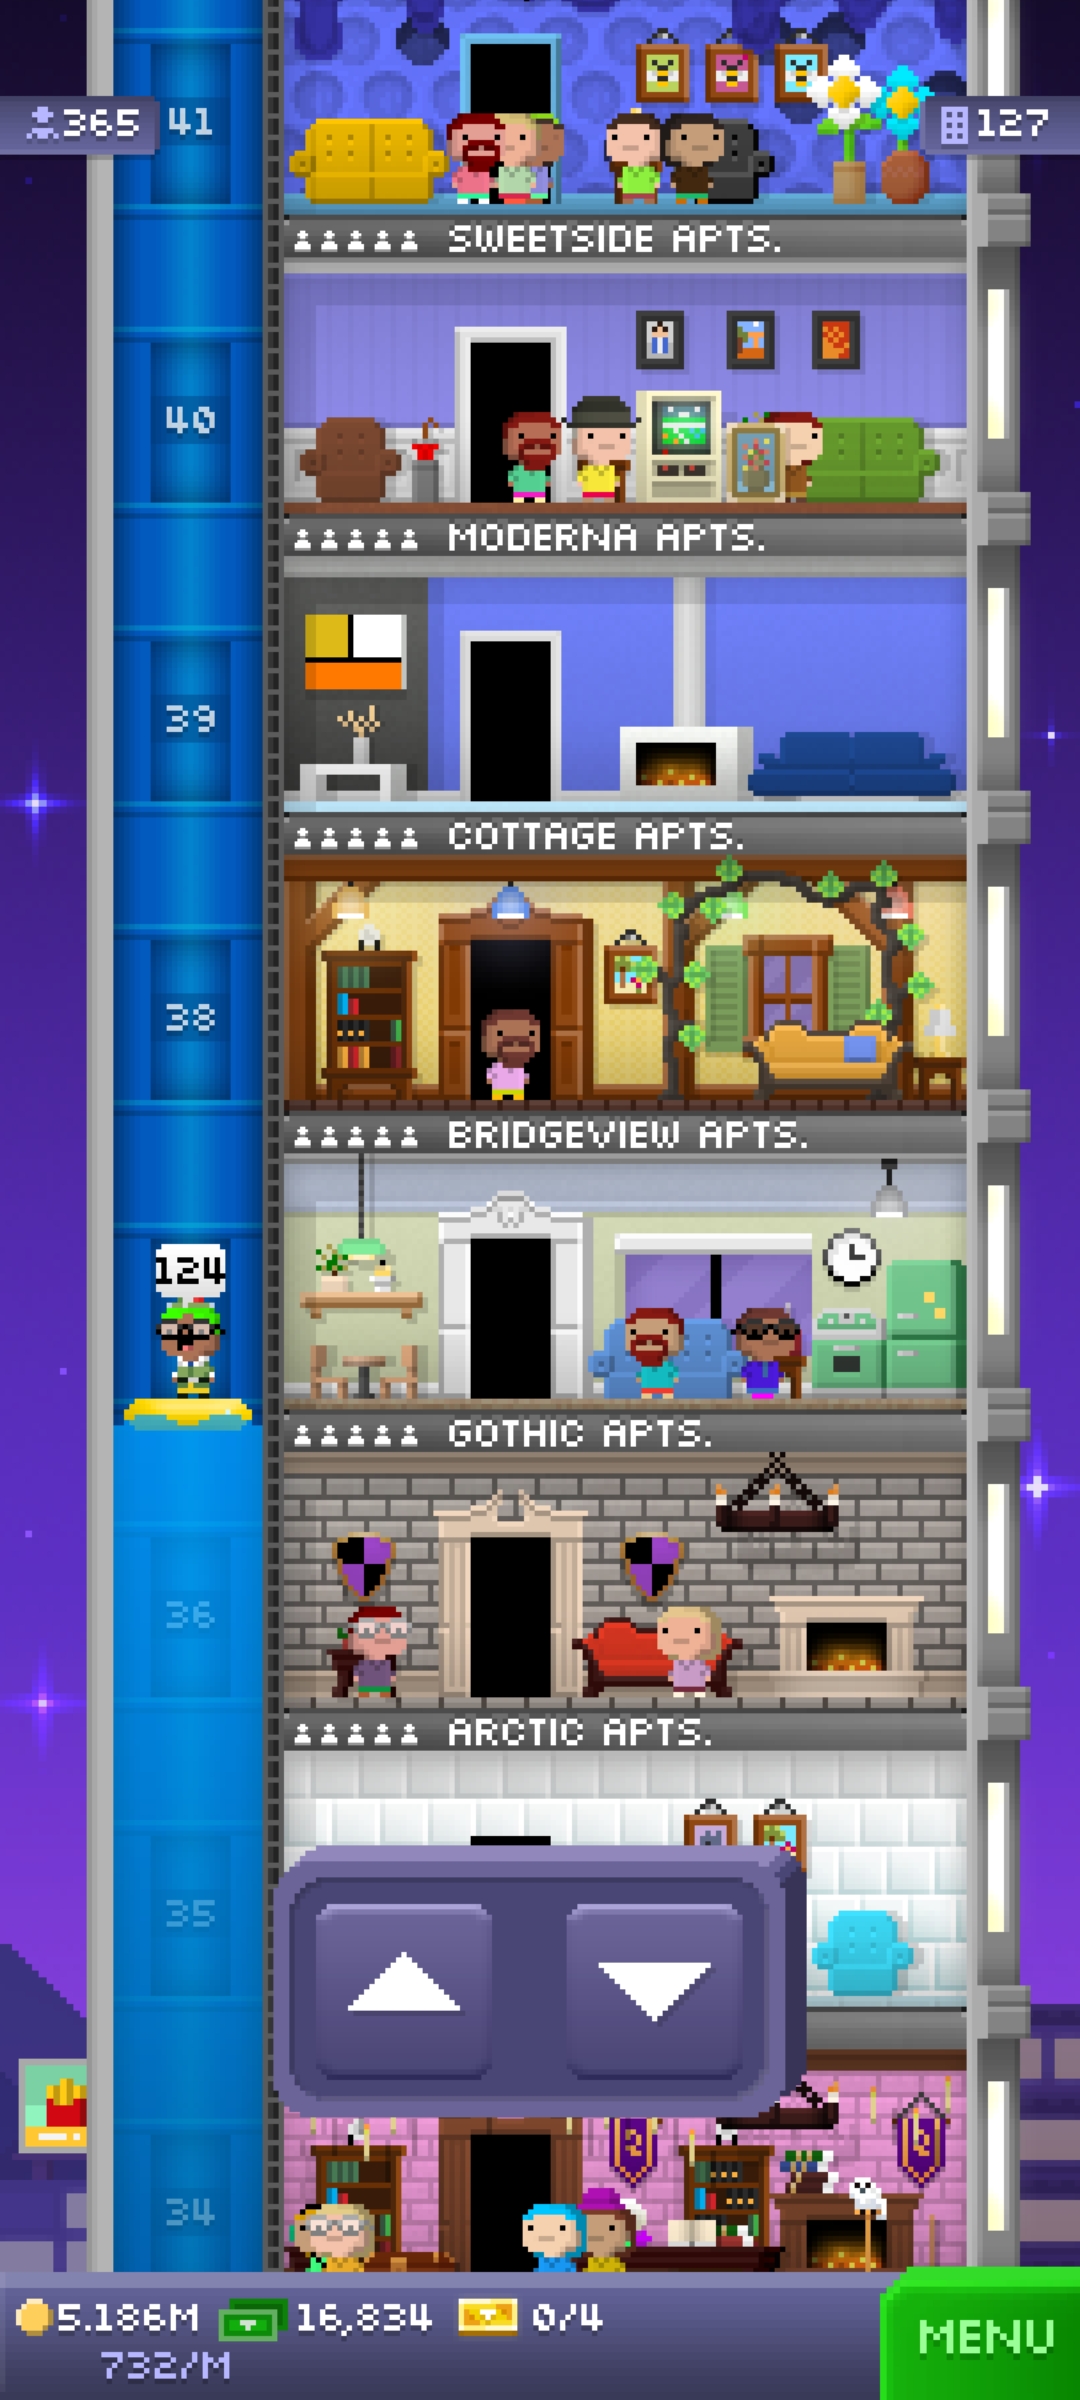 365
41
127
SWEETSIDE APTS.
40
MODERNA APTS.
39
COTTAGE APTS.
38
BRIDGEVIEW APTS.
124
GOTHIC APTS.
36
ARCTIC APTS.
35
34
5.186M 16,834 0/4
732/M
MENU